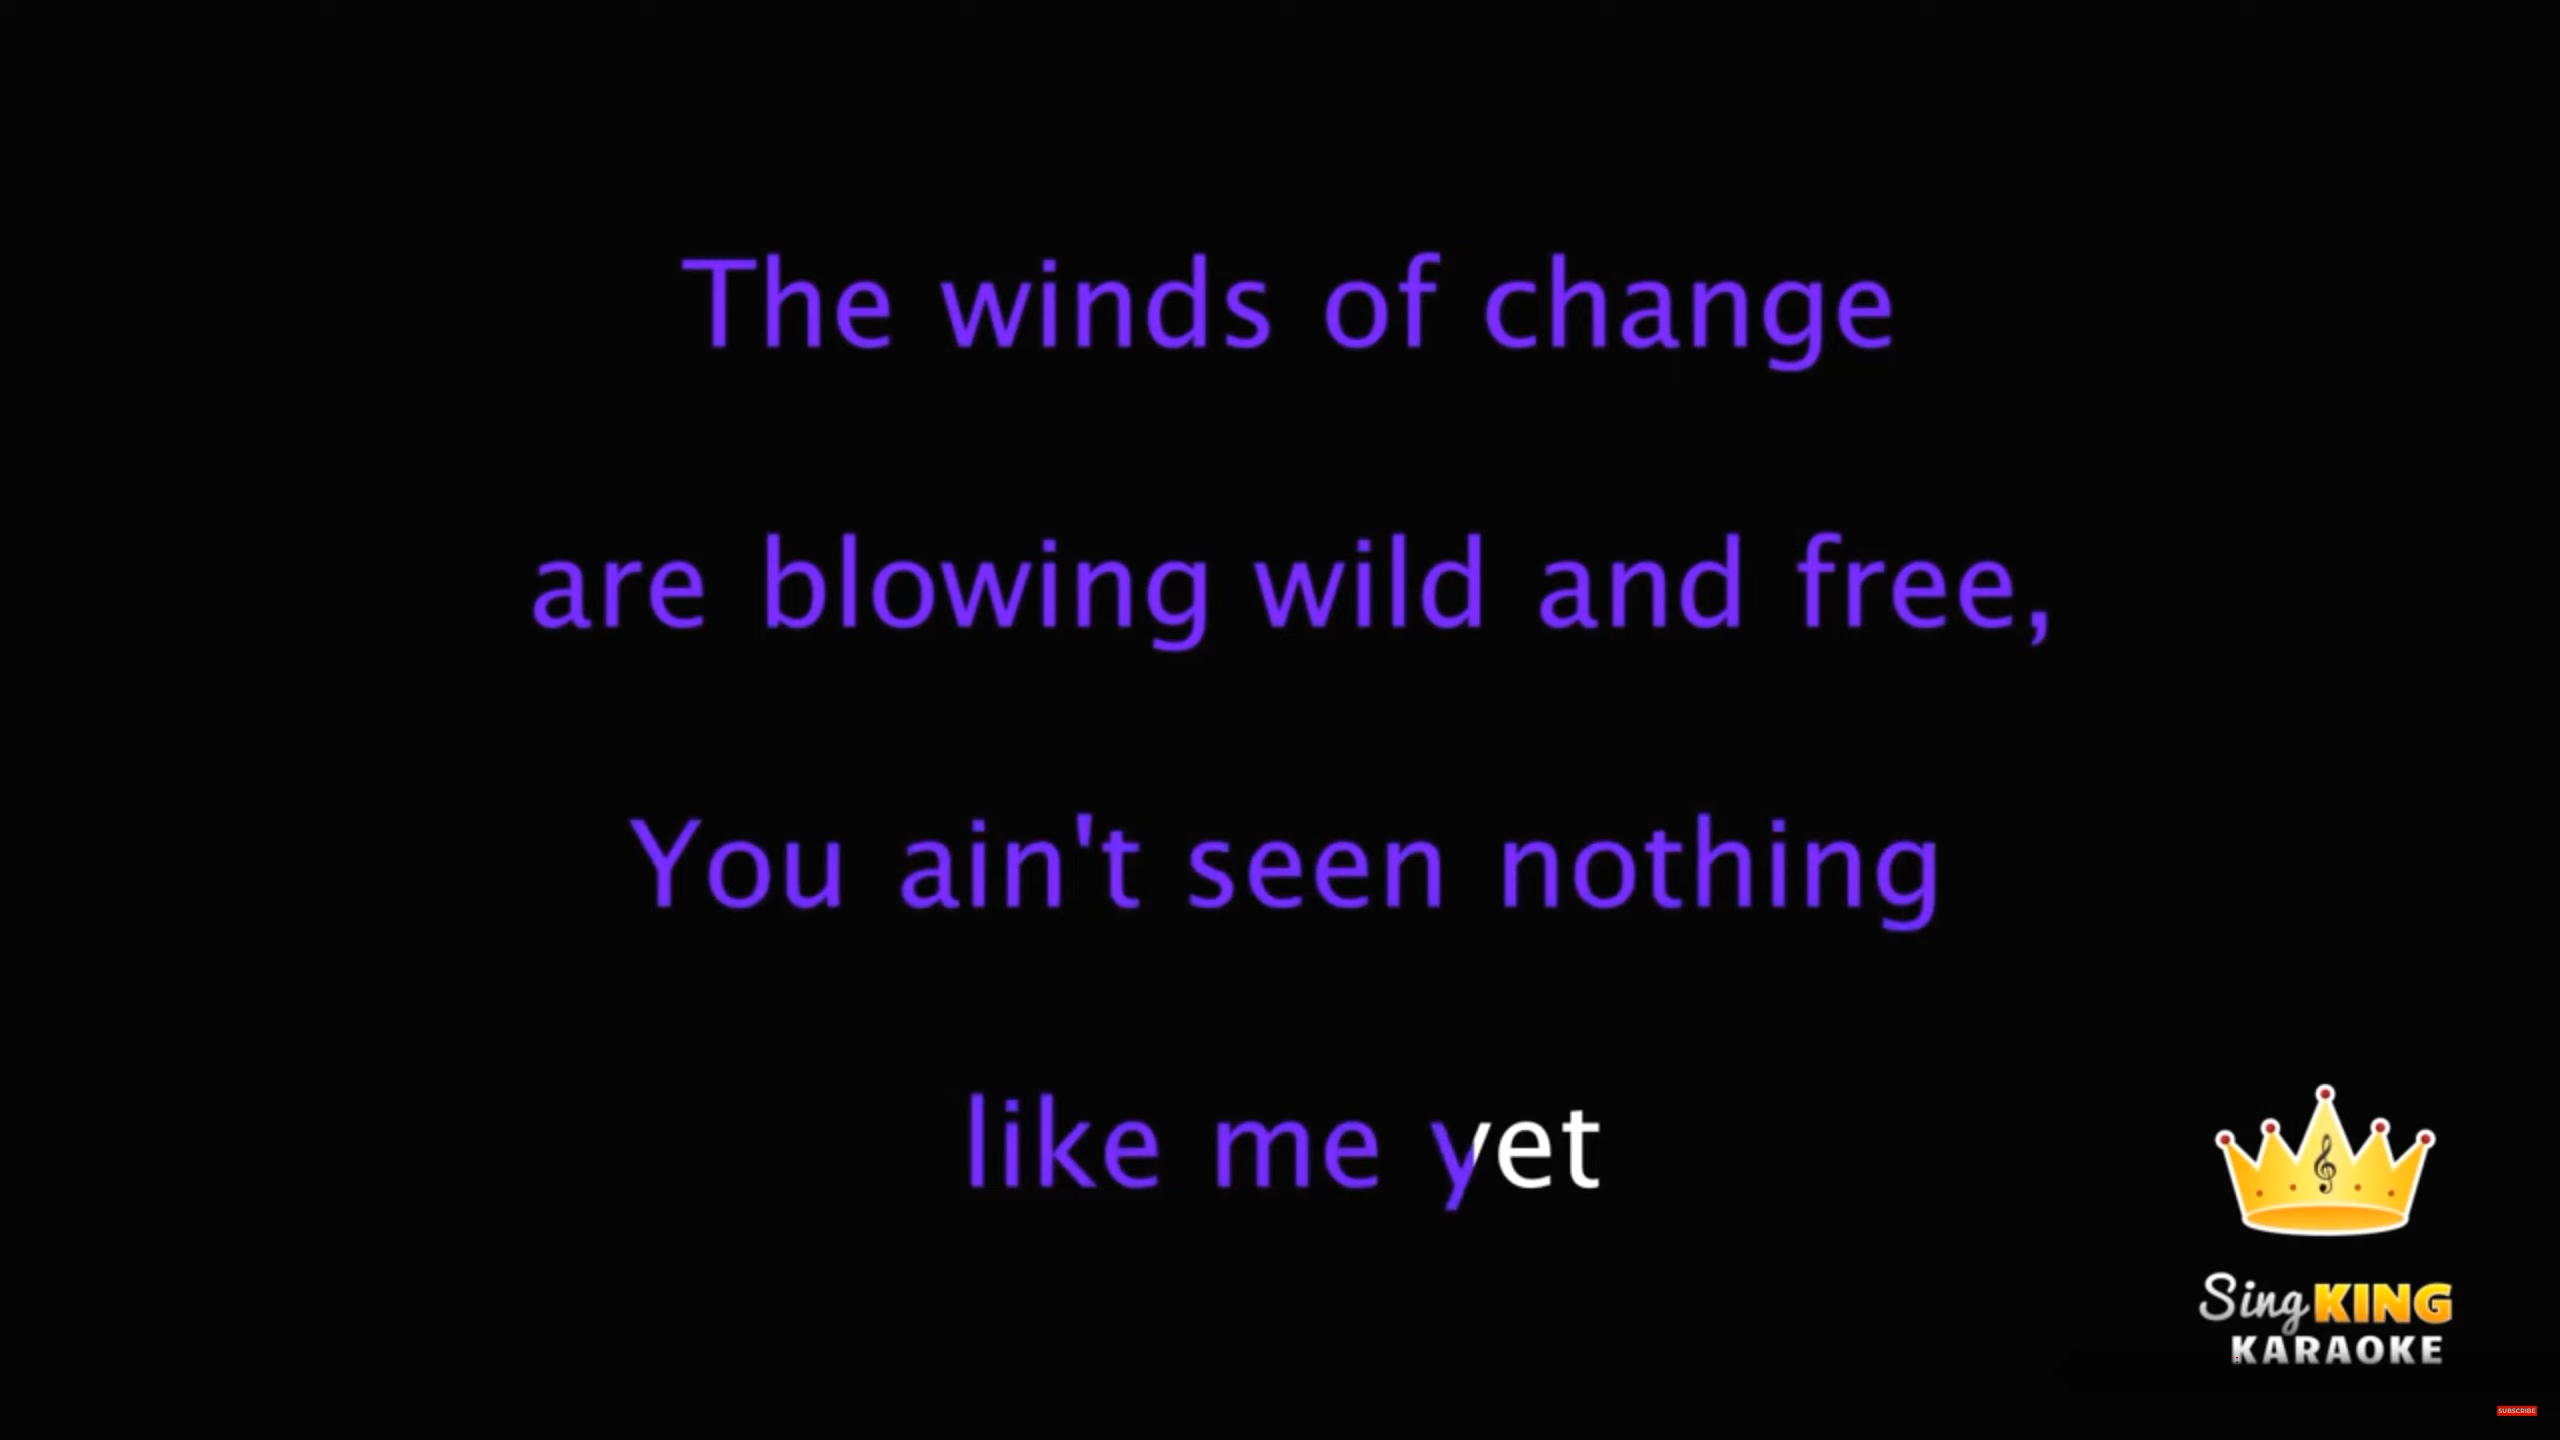 The winds of change
are blowing wild and free,
You ain't seen nothing
like me yet
Sing KING
KARAOKE
SUBSCRIBE